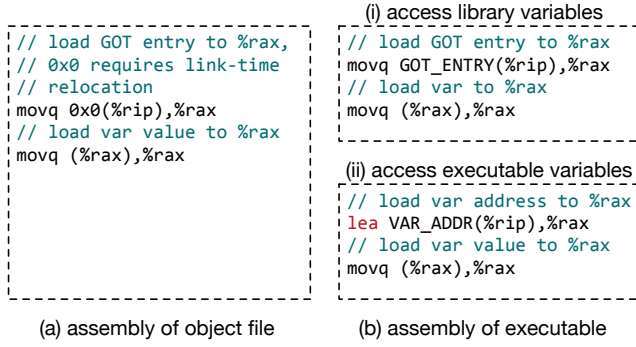 // load GOT entry to %rax,
// 0x0 requires link-time
// relocation
movq 0x0(%rip),%rax
// load var value to %rax
movq (%rax),%rax
(a) assembly of object file
(i) access library variables
// load GOT entry to %rax
movq GOT_ENTRY(%rip),%rax
// load var to %rax
movq (%rax),%rax
(ii) access executable variables
// load var address to %rax
lea VAR_ADDR(%rip),%rax
// load var value to %rax
movq (%rax),%rax
(b) assembly of executable